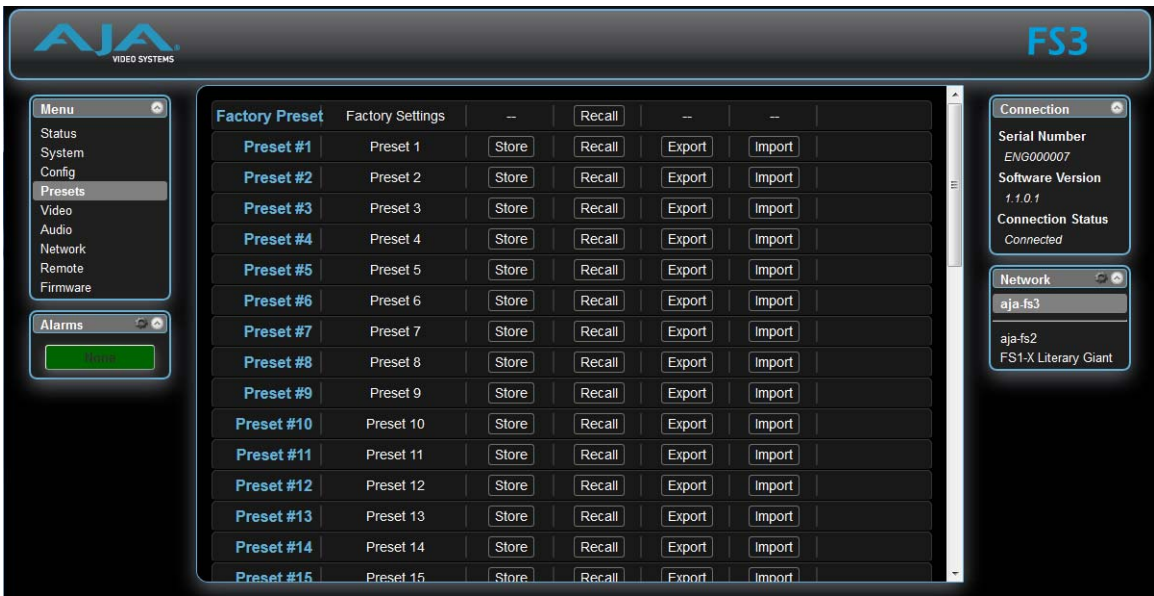 AJA
VIDEO SYSTEMS
FS3
Menu
Status
System
Config
Presets
Video
Audio
Network
Remote
Firmware
Alarms
None
Factory Preset Factory Settings -- Recall -- --
Preset #1 Preset 1 Store Recall Export Import
Preset #2 Preset 2 Store Recall Export Import
Preset #3 Preset 3 Store Recall Export Import
Preset #4 Preset 4 Store Recall Export Import
Preset #5 Preset 5 Store Recall Export Import
Preset #6 Preset 6 Store Recall Export Import
Preset #7 Preset 7 Store Recall Export Import
Preset #8 Preset 8 Store Recall Export Import
Preset #9 Preset 9 Store Recall Export Import
Preset #10 Preset 10 Store Recall Export Import
Preset #11 Preset 11 Store Recall Export Import
Preset #12 Preset 12 Store Recall Export Import
Preset #13 Preset 13 Store Recall Export Import
Preset #14 Preset 14 Store Recall Export Import
Preset #15 Preset 15 Store Recall Export Import
Connection
Serial Number
ENG000007
Software Version
1.1.0.1
Connection Status
Connected
Network
aja-fs3
aja-fs2
FS1-X Literary Giant